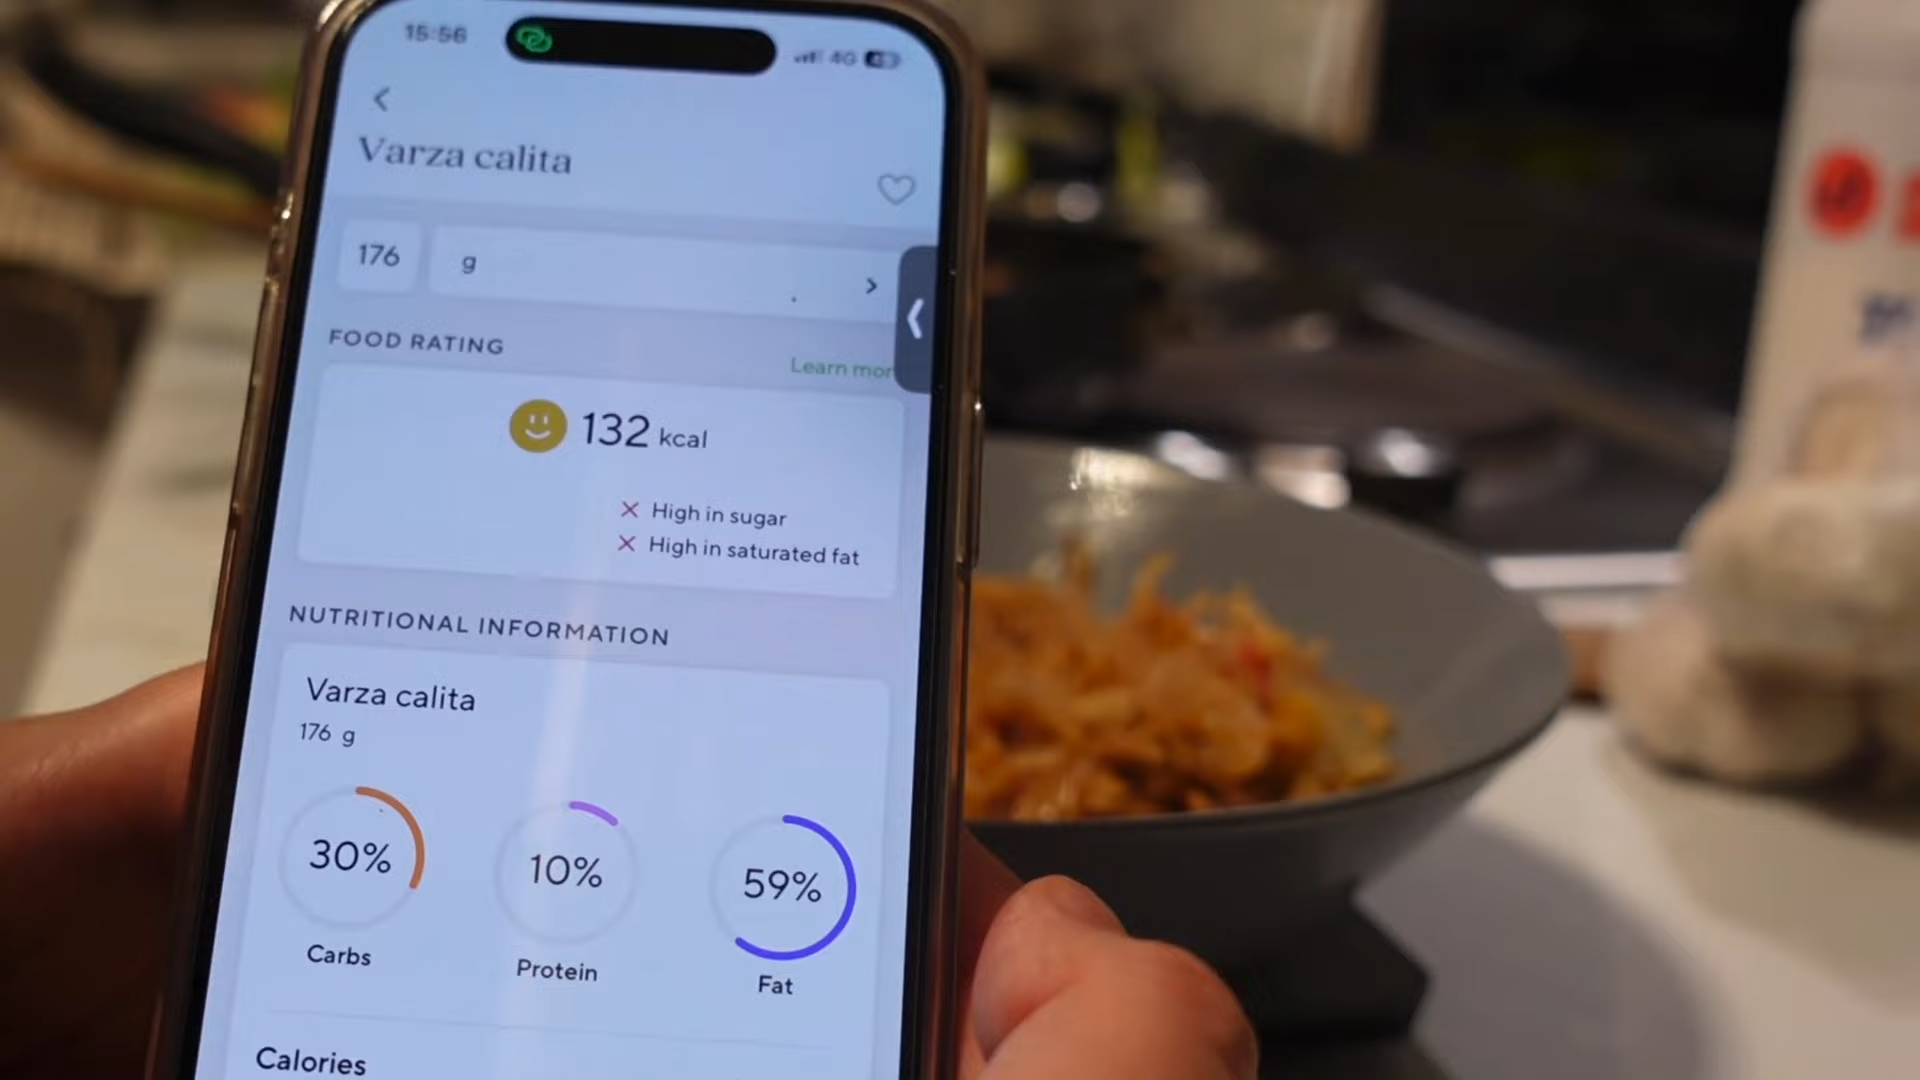 15:56
4G
Varza calita
176 g
FOOD RATING
Learn mor
132 kcal
High in sugar
High in saturated fat
NUTRITIONAL INFORMATION
Varza calita
176 g
30% 10% 59%
Carbs Protein Fat
Calories